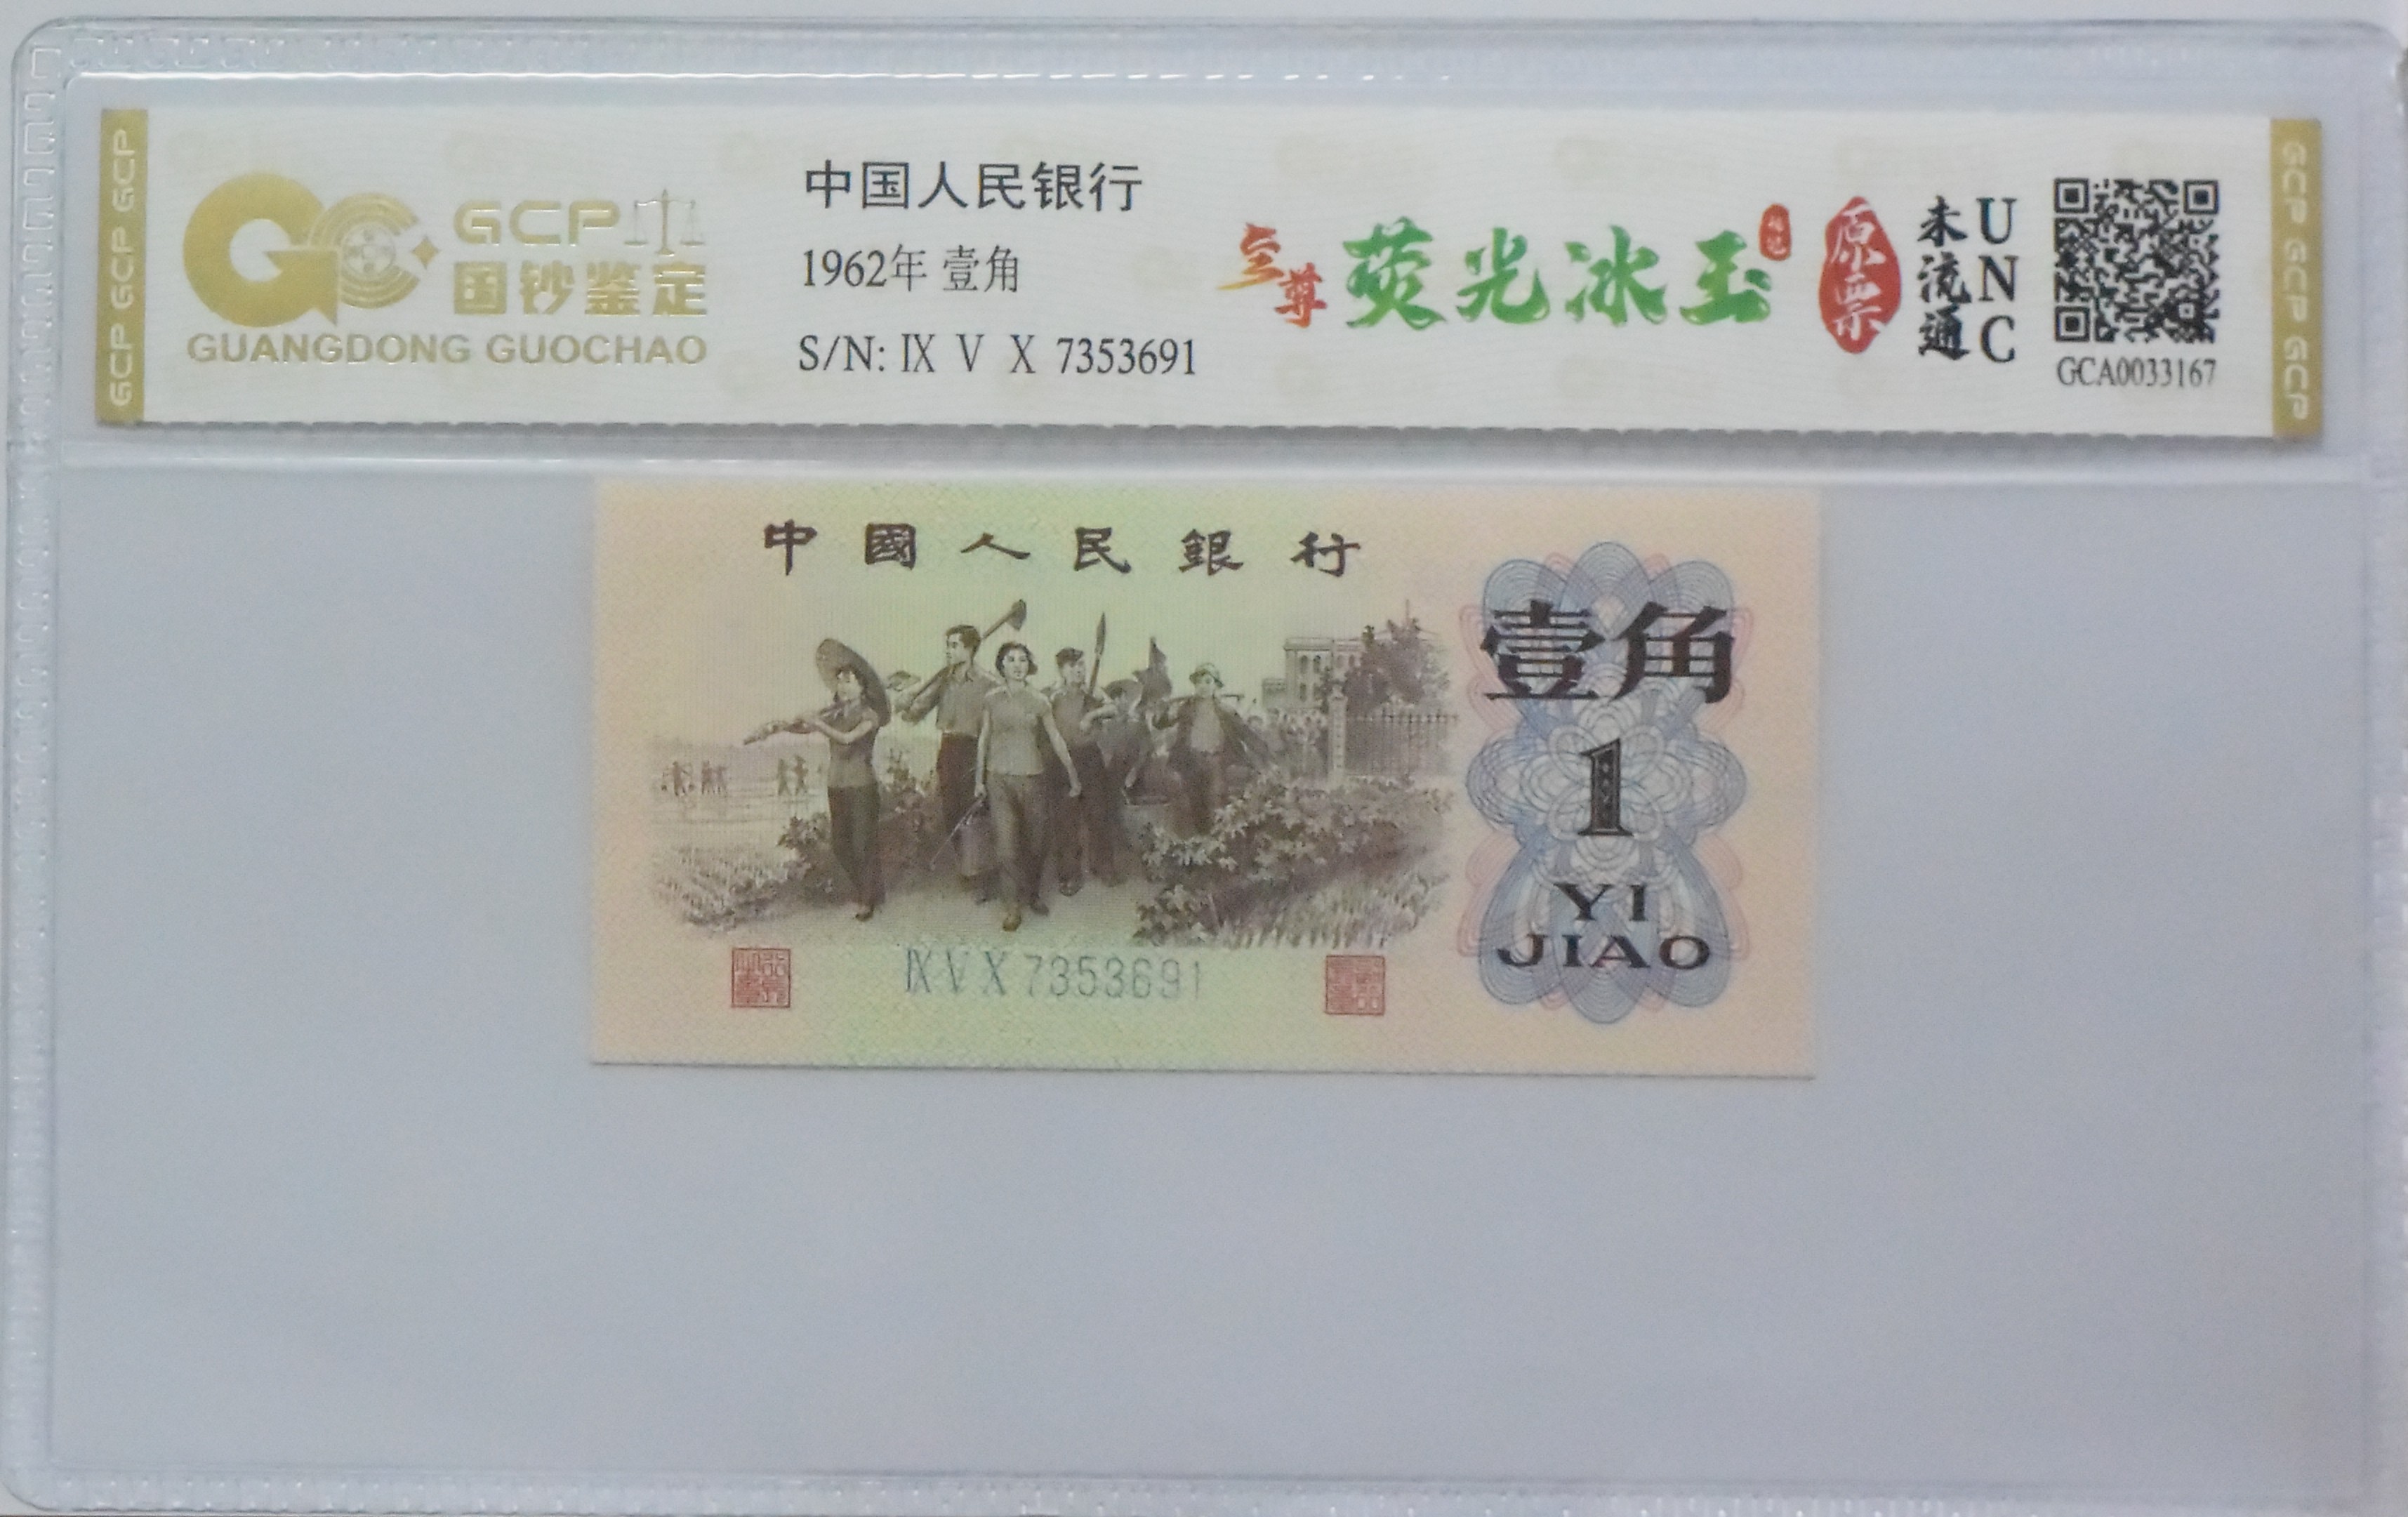 GCP GCP GCP
GCP
国钞鉴定
GUANGDONG GUOCHAO
中国人民银行
1962年 壹角
S/N: IX V X 7353691
至尊 荧光冰玉
原票
未流通
UNC
GCA0033167
GCP GCP GCP
中國人民銀行
壹角
1
YI
JIAO
IX V X 7353691